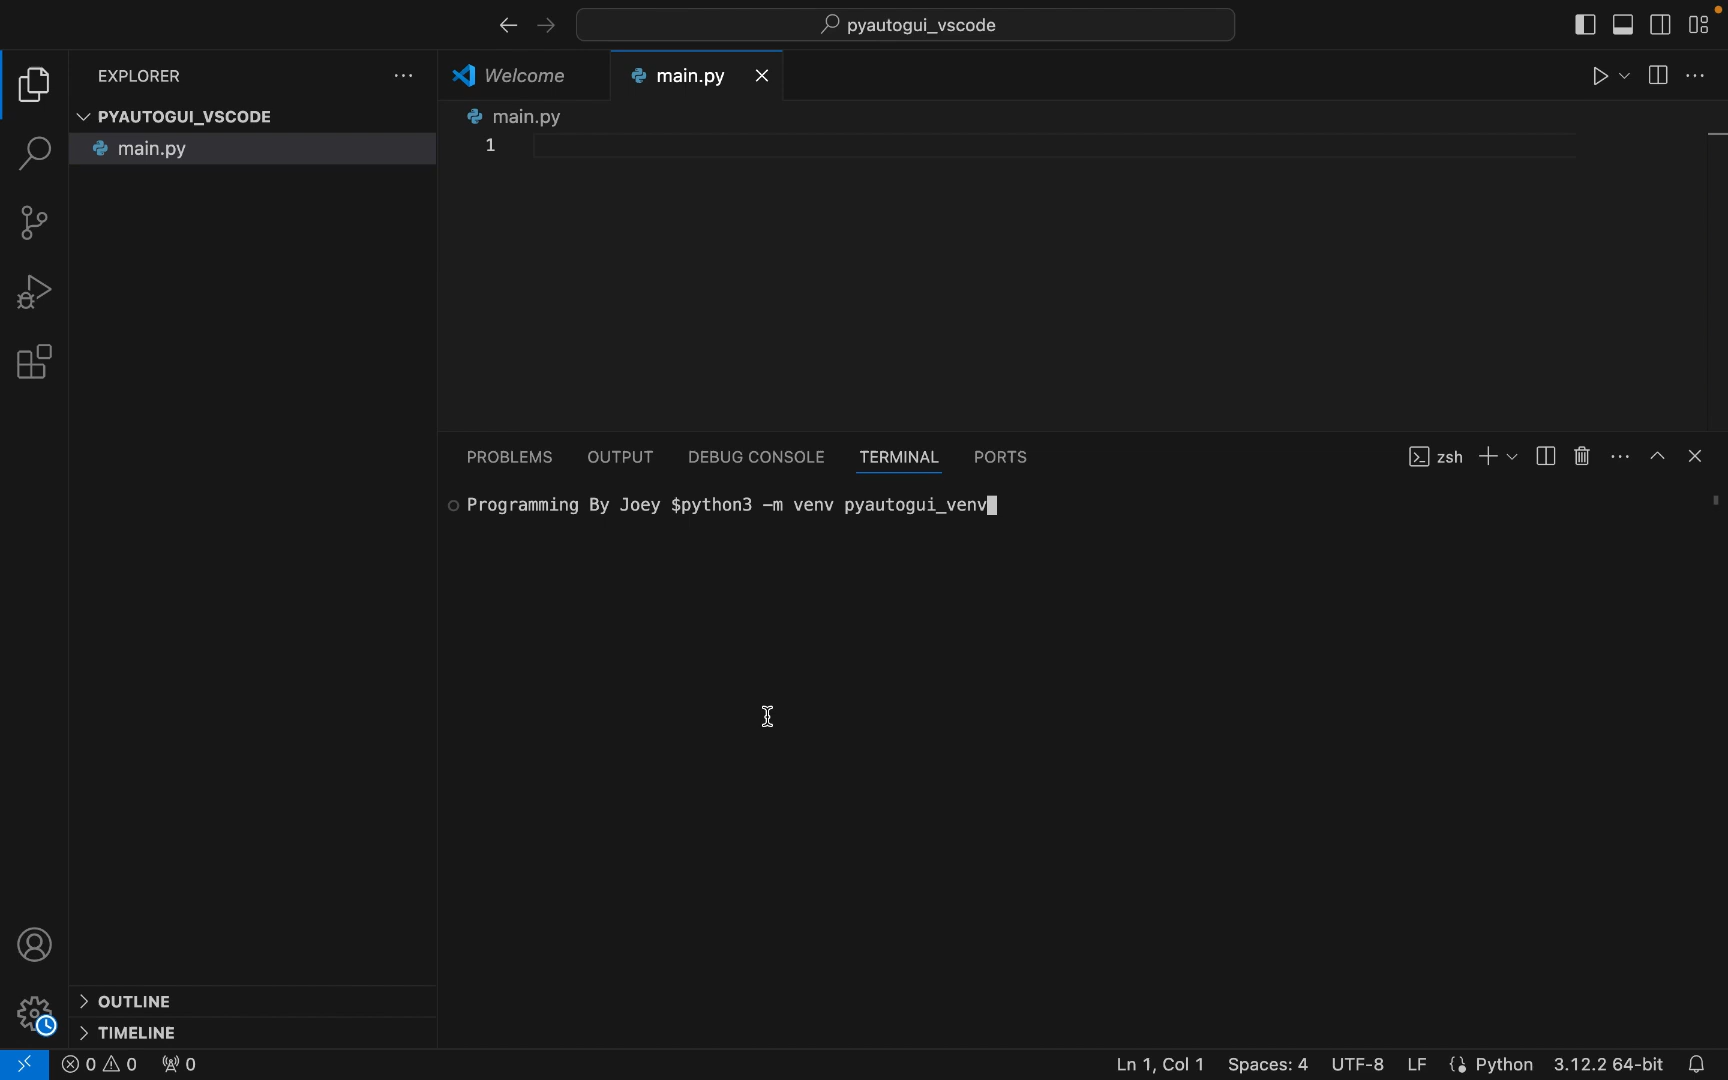 pyautogui_vscode
EXPLORER
PYAUTOGUI_VSCODE
main.py
Welcome
main.py
main.py
1
PROBLEMS OUTPUT DEBUG CONSOLE TERMINAL PORTS
zsh
Programming By Joey $python3 -m venv pyautogui_venv
OUTLINE
TIMELINE
0 0 0
Ln 1, Col 1 Spaces: 4 UTF-8 LF Python 3.12.2 64-bit